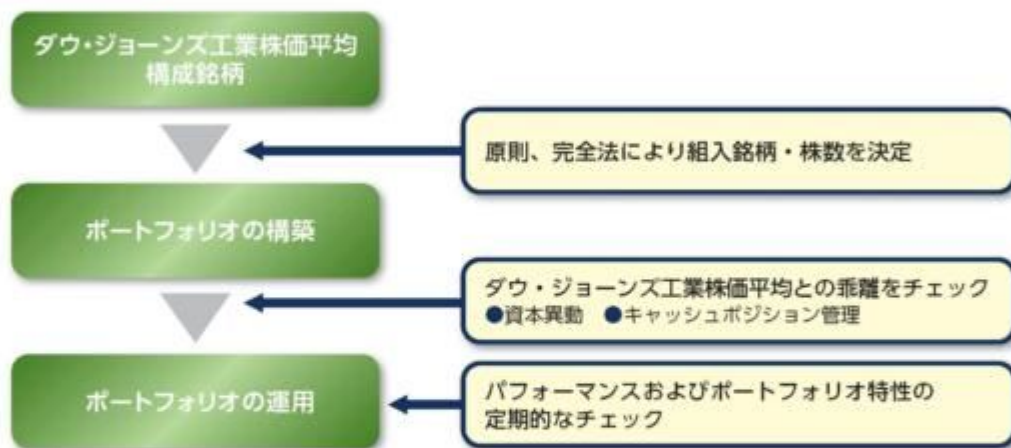 ダウ・ジョーンズ工業株価平均
構成銘柄
原則、完全法により組入銘柄・株数を決定
ポートフォリオの構築
ダウ・ジョーンズ工業株価平均との乖離をチェック
●資本異動　●キャッシュポジション管理
ポートフォリオの運用
パフォーマンスおよびポートフォリオ特性の
定期的なチェック